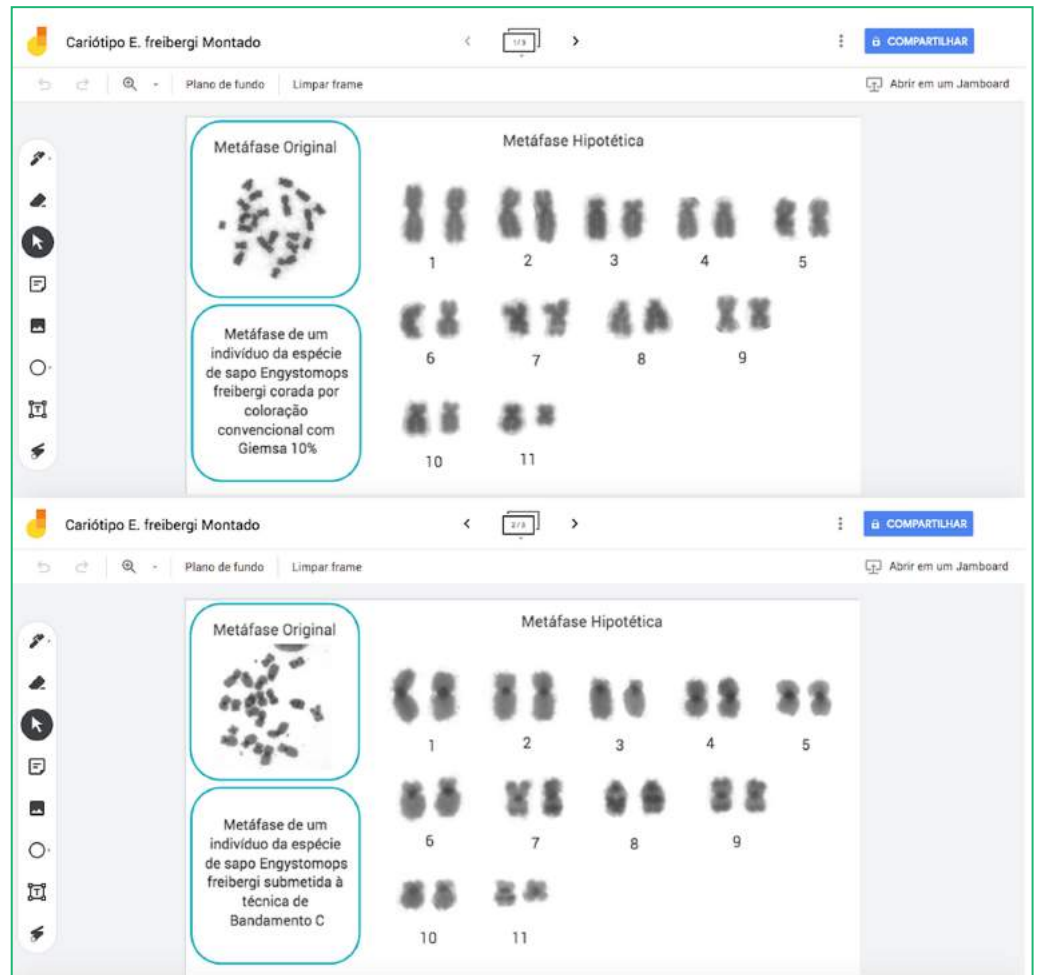 Cariótipo E. freibergi Montado
1/3
COMPARTILHAR
Plano de fundo
Limpar frame
Abrir em um Jamboard
Metáfase Original
Metáfase Hipotética
1 2 3 4 5
Metáfase de um
indivíduo da espécie
de sapo Engystomops
freibergi corada por
coloração
convencional com
Giemsa 10%
6 7 8 9
10 11
Cariótipo E. freibergi Montado
2/3
COMPARTILHAR
Plano de fundo
Limpar frame
Abrir em um Jamboard
Metáfase Original
Metáfase Hipotética
1 2 3 4 5
Metáfase de um
indivíduo da espécie
de sapo Engystomops
freibergi submetida à
técnica de
Bandamento C
6 7 8 9
10 11